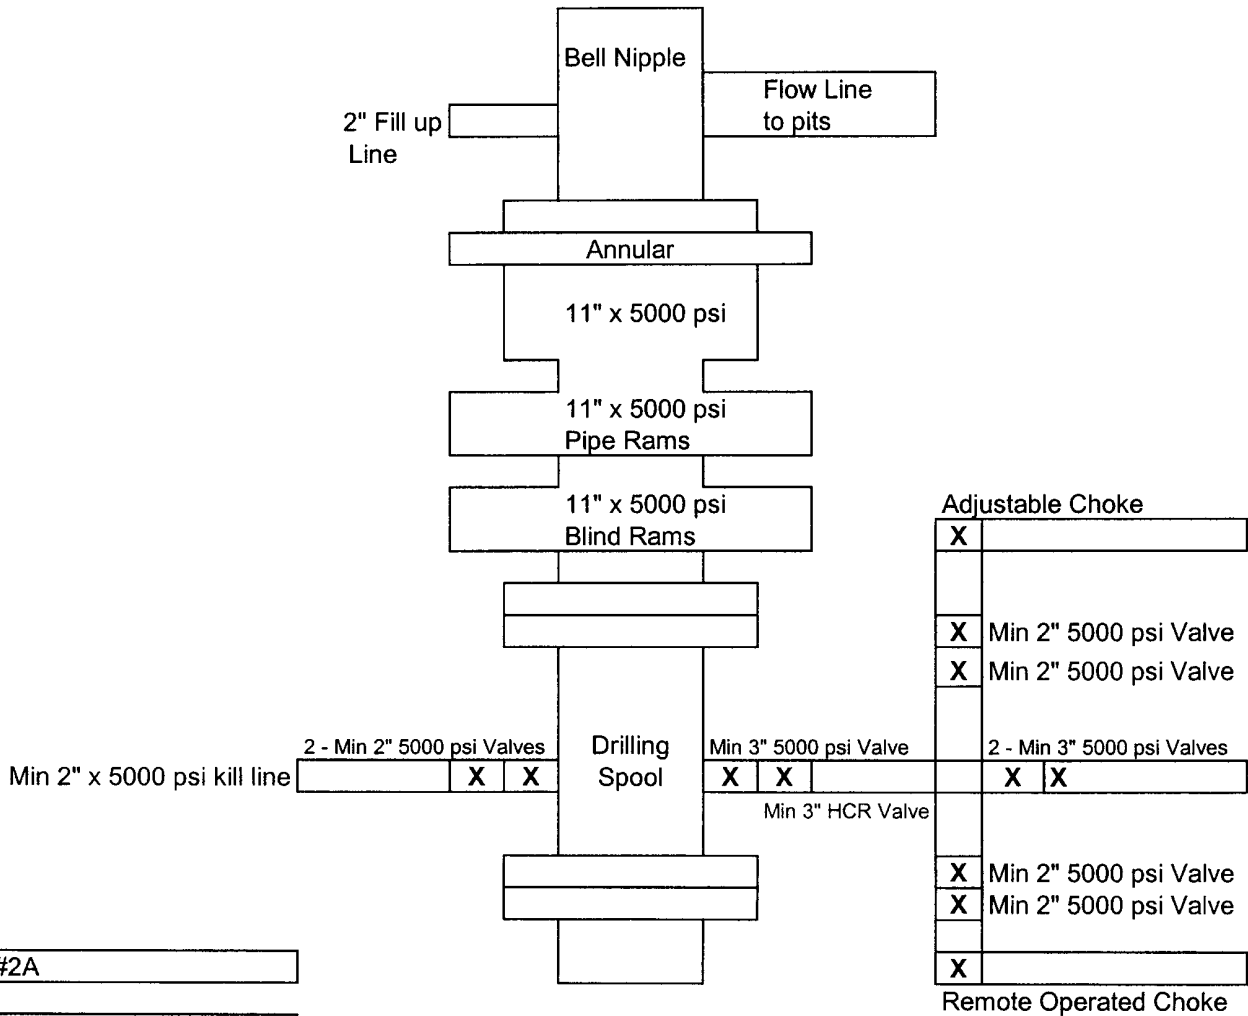 Bell Nipple
Flow Line
to pits
2" Fill up
Line
Annular
11" x 5000 psi
11" x 5000 psi
Pipe Rams
11" x 5000 psi
Blind Rams
Adjustable Choke
X
X Min 2" 5000 psi Valve
X Min 2" 5000 psi Valve
2 - Min 2" 5000 psi Valves
Drilling
Spool
Min 3" 5000 psi Valve
2 - Min 3" 5000 psi Valves
Min 2" x 5000 psi kill line
X X
X X
X X
Min 3" HCR Valve
X Min 2" 5000 psi Valve
X Min 2" 5000 psi Valve
#2A
X
Remote Operated Choke